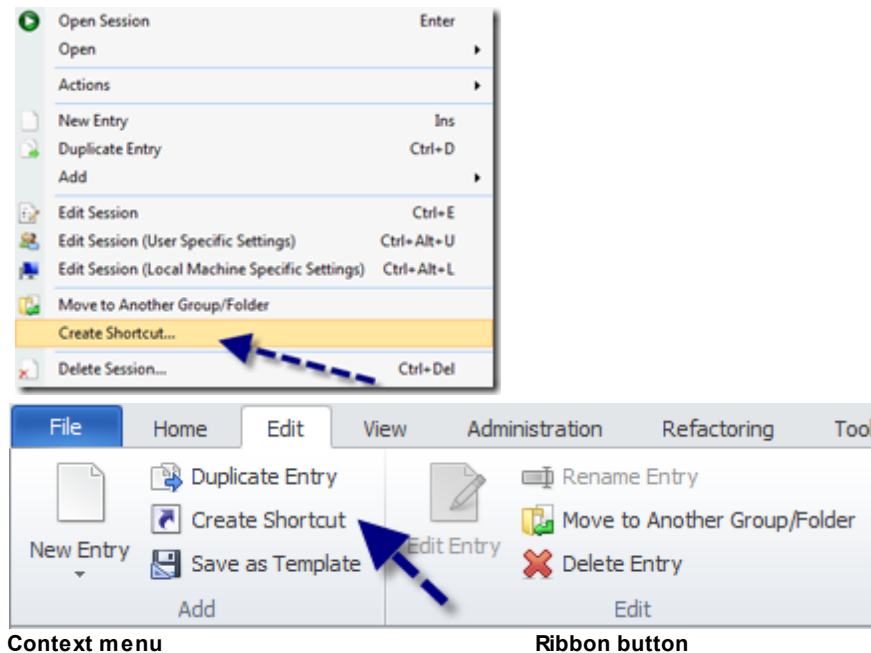 Open Session Enter
Open
Actions
New Entry Ins
Duplicate Entry Ctrl+D
Add
Edit Session Ctrl+E
Edit Session (User Specific Settings) Ctrl+Alt+U
Edit Session (Local Machine Specific Settings) Ctrl+Alt+L
Move to Another Group/Folder
Create Shortcut...
Delete Session... Ctrl+Del
File Home Edit View Administration Refactoring Tool
New Entry
Duplicate Entry
Create Shortcut
Save as Template
Add
Edit Entry
Rename Entry
Move to Another Group/Folder
Delete Entry
Edit
Context menu Ribbon button